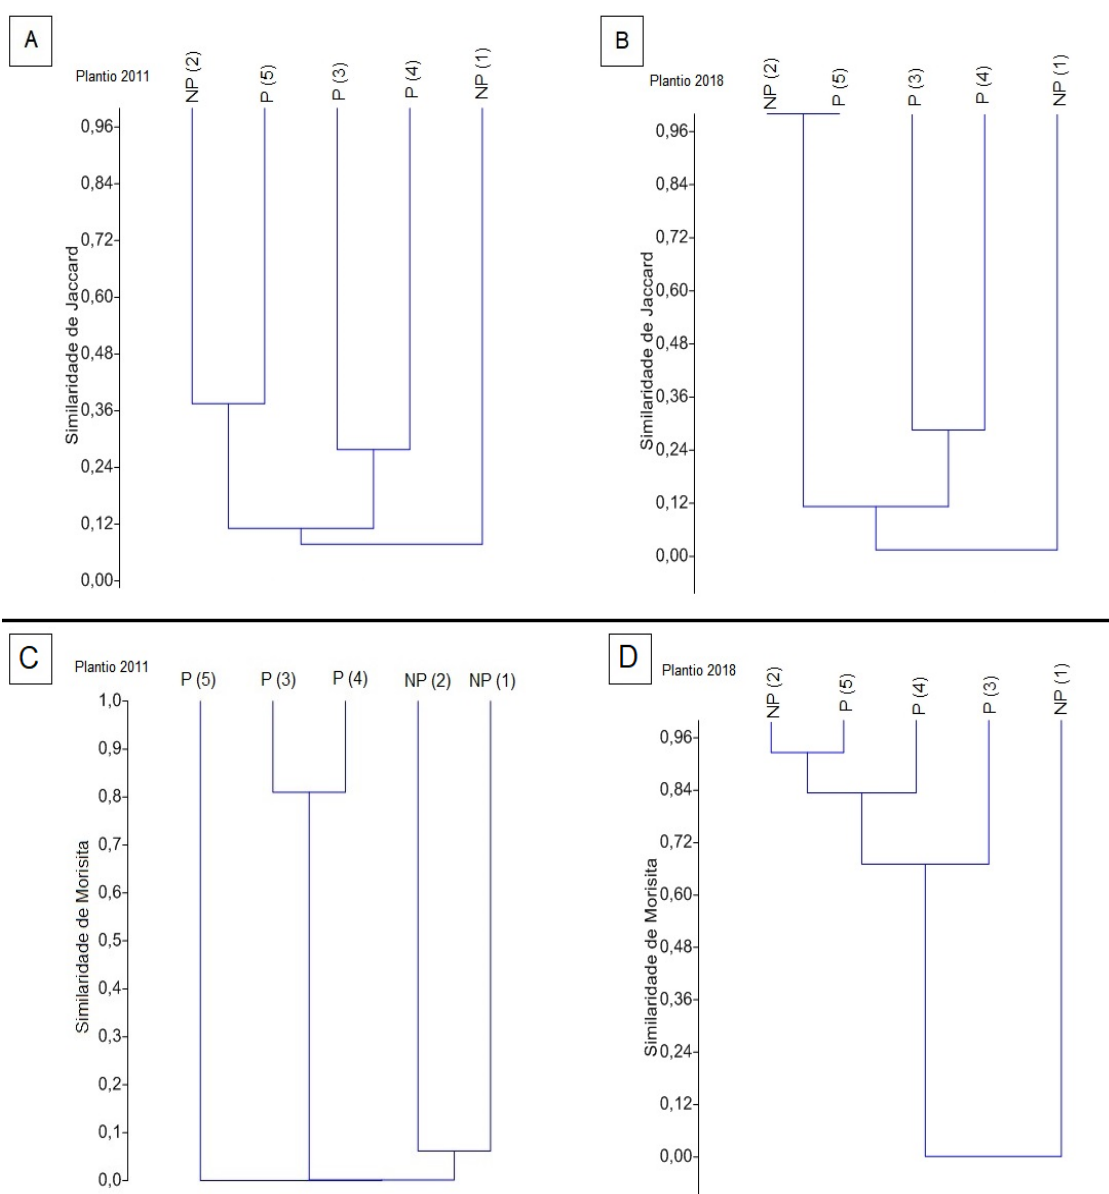 A
Plantio 2011
NP (2)
P (5)
P (3)
P (4)
NP (1)
0,96
0,84
0,72
0,60
0,48
0,36
0,24
0,12
0,00
Similaridade de Jaccard
B
Plantio 2018
NP (2)
P (5)
P (3)
P (4)
NP (1)
0,96
0,84
0,72
0,60
0,48
0,36
0,24
0,12
0,00
Similaridade de Jaccard
C
Plantio 2011
P (5)
P (3)
P (4)
NP (2)
NP (1)
1,0
0,9
0,8
0,7
0,6
0,5
0,4
0,3
0,2
0,1
0,0
Similaridade de Morisita
D
Plantio 2018
NP (2)
P (5)
P (4)
P (3)
NP (1)
0,96
0,84
0,72
0,60
0,48
0,36
0,24
0,12
0,00
Similaridade de Morisita